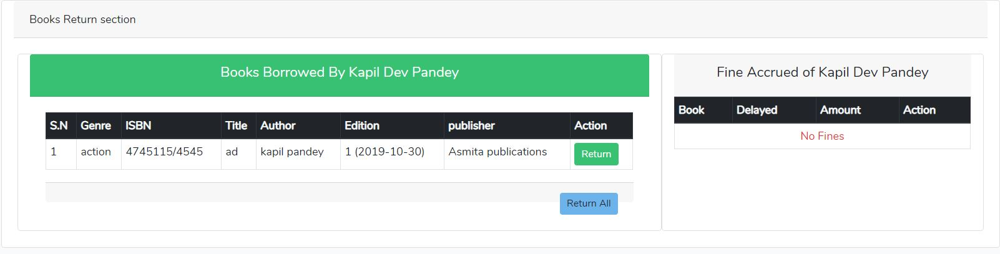 Books Return section
Books Borrowed By Kapil Dev Pandey
S.N Genre ISBN Title Author Edition publisher Action
1 action 4745115/4545 ad kapil pandey 1 (2019-10-30) Asmita publications Return
Return All
Fine Accrued of Kapil Dev Pandey
Book Delayed Amount Action
No Fines